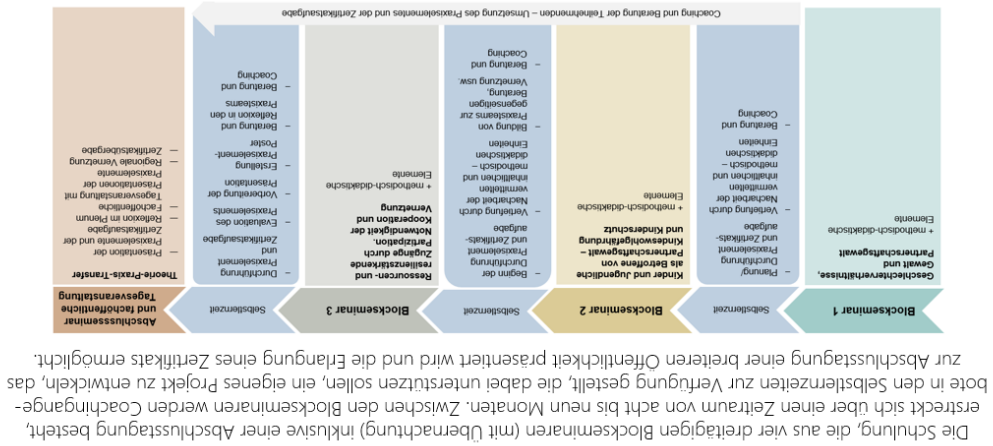 Die Schulung, die aus vier dreitägigen Blockseminaren (mit Übernachtung) inklusive einer Abschlusstagung besteht,
erstreckt sich über einen Zeitraum von acht bis neun Monaten. Zwischen den Blockseminaren werden Coachingange-
bote in den Selbstlernzeiten zur Verfügung gestellt, die dabei unterstützen sollen, ein eigenes Projekt zu entwickeln, das
zur Abschlusstagung einer breiteren Öffentlichkeit präsentiert wird und die Erlangung eines Zertifikats ermöglicht.
Blockseminar 1
Geschlechterverhältnisse,
Gewalt und
Partnerschaftsgewalt
+ methodisch-didaktische
Elemente
Selbstlernzeit
– Planung/
Durchführung
Praxiselement
und Zertifikats-
aufgabe
– Vertiefung durch
Nacharbeit der
vermittelten
inhaltlichen und
methodisch –
didaktischen
Einheiten
– Beratung und
Coaching
Blockseminar 2
Kinder und Jugendliche
als Betroffene von
Partnerschaftsgewalt –
Kindeswohlgefährdung
und Kinderschutz
+ methodisch-didaktische
Elemente
Selbstlernzeit
– Beginn der
Durchführung
Praxiselement
und Zertifikats-
aufgabe
– Vertiefung durch
Nacharbeit der
vermittelten
inhaltlichen und
methodisch –
didaktischen
Einheiten
– Bildung von
Praxisteams zur
gegenseitigen
Beratung,
Vernetzung usw.
– Beratung und
Coaching
Blockseminar 3
Ressourcen- und
resilienzstärkende
Zugänge durch
Partizipation.
Notwendigkeit der
Kooperation und
Vernetzung
+ methodisch-didaktische
Elemente
Selbstlernzeit
– Durchführung
Praxiselement
und
Zertifikatsaufgabe
– Evaluation des
Praxiselements
– Vorbereitung der
Präsentation
– Erstellung
Praxiselement-
Poster
– Beratung und
Reflexion in den
Praxisteams
– Beratung und
Coaching
Abschlussseminar
und fachöffentliche
Tagesveranstaltung
Theorie-Praxis-Transfer
– Präsentation der
Praxiselemente und der
Zertifikatsaufgabe
– Reflexion im Plenum
– Fachöffentliche
Tagesveranstaltung mit
Präsentationen der
Praxiselemente
– Regionale Vernetzung
– Zertifikatsübergabe
Coaching und Beratung der Teilnehmenden – Umsetzung des Praxiselementes und der Zertifikatsaufgabe